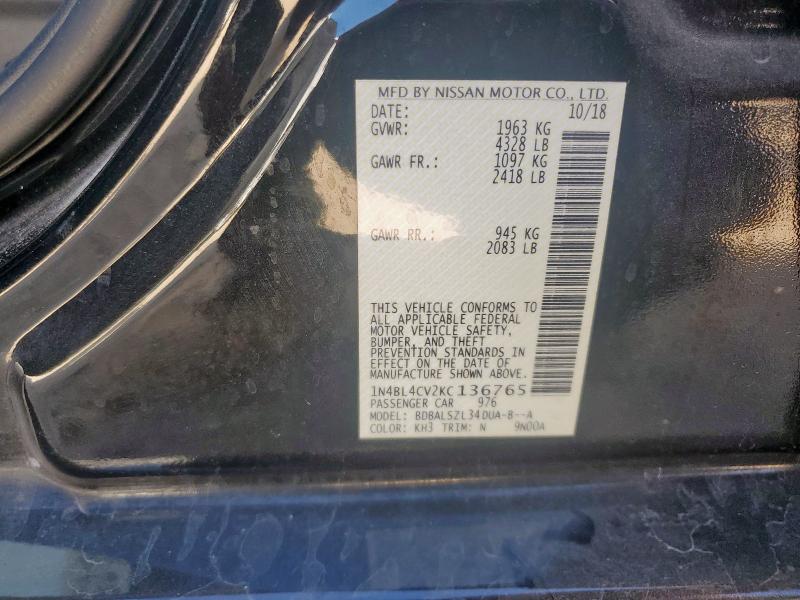 MFD BY NISSAN MOTOR CO., LTD.
DATE: 10/18
GVWR: 1963 KG
4328 LB
GAWR FR.: 1097 KG
2418 LB
GAWR RR.: 945 KG
2083 LB
THIS VEHICLE CONFORMS TO
ALL APPLICABLE FEDERAL
MOTOR VEHICLE SAFETY,
BUMPER, AND THEFT
PREVENTION STANDARDS IN
EFFECT ON THE DATE OF
MANUFACTURE SHOWN ABOVE.
1N4BL4CV2KC136765
PASSENGER CAR 976
MODEL: BDBALSZL34DUA-B--A
COLOR: KH3 TRIM: N 9N00A